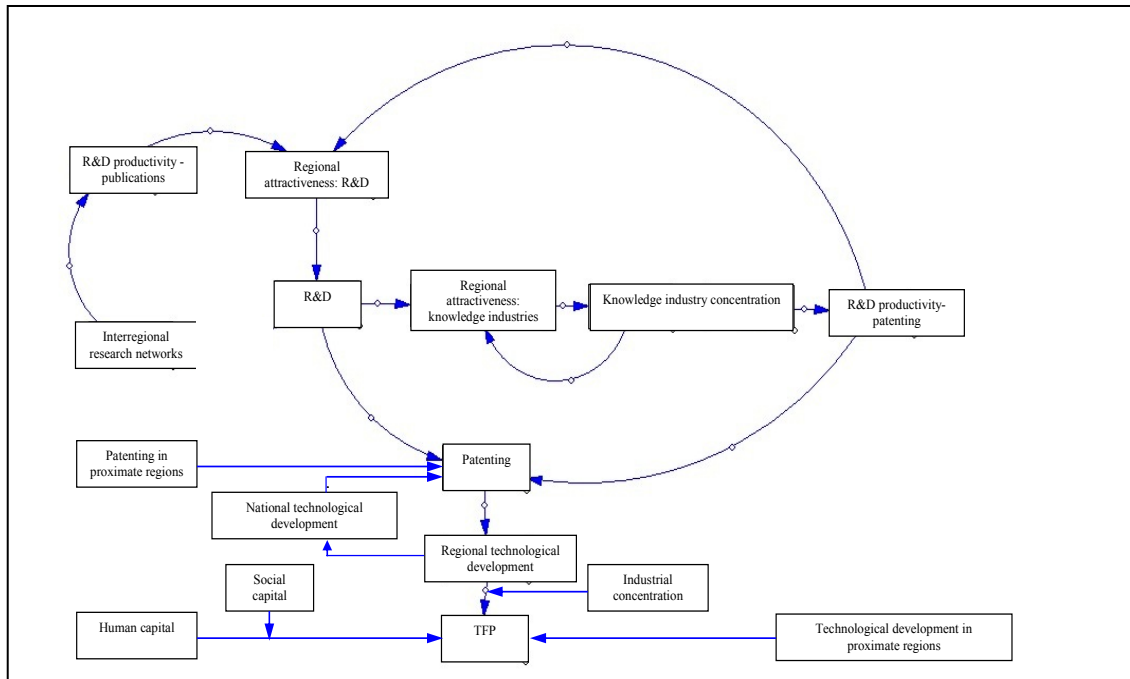 R&D productivity -
publications
Regional
attractiveness: R&D
R&D
Regional
attractiveness:
knowledge industries
Knowledge industry concentration
R&D productivity-
patenting
Interregional
research networks
Patenting in
proximate regions
Patenting
National technological
development
Regional technological
development
Social
capital
Industrial
concentration
Human capital
TFP
Technological development in
proximate regions